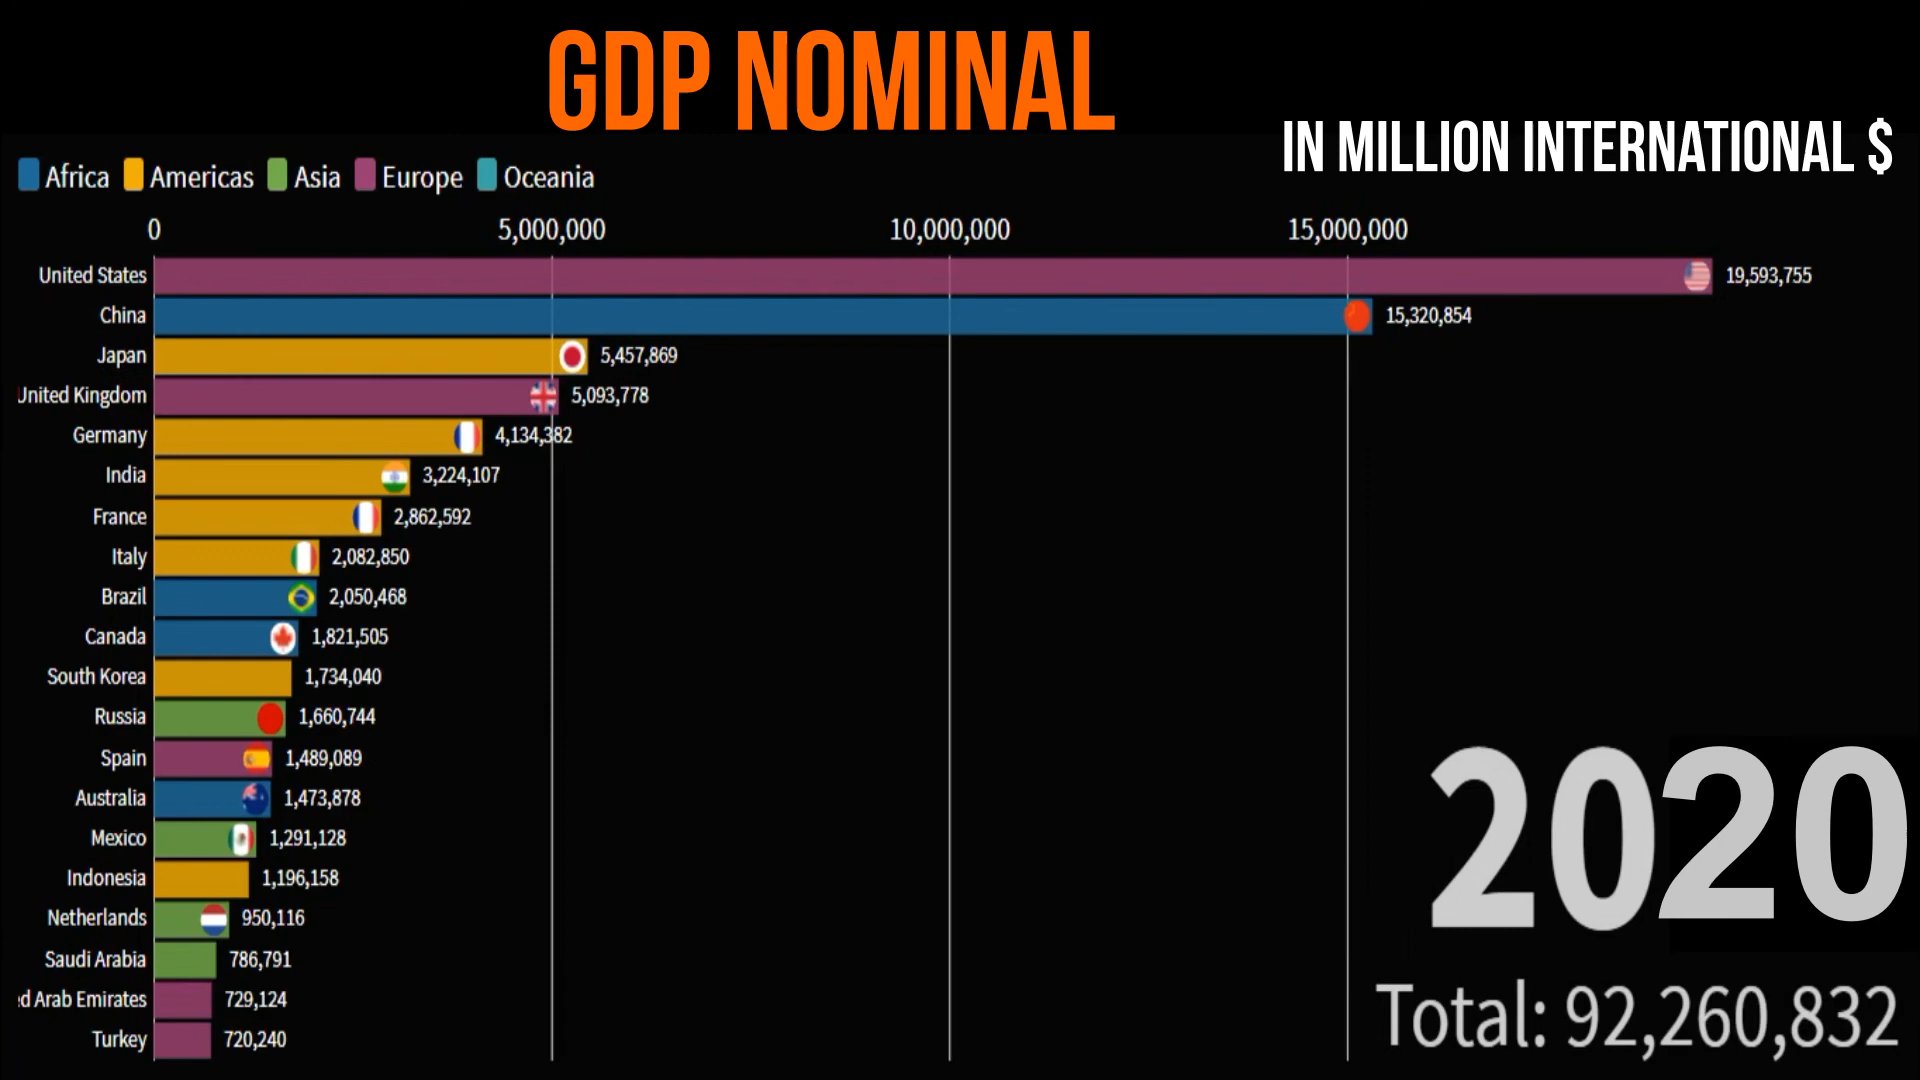 GDP NOMINAL
IN MILLION INTERNATIONAL $
Africa Americas Asia Europe Oceania
0 5,000,000 10,000,000 15,000,000
United States 19,593,755
China 15,320,854
Japan 5,457,869
United Kingdom 5,093,778
Germany 4,134,382
India 3,224,107
France 2,862,592
Italy 2,082,850
Brazil 2,050,468
Canada 1,821,505
South Korea 1,734,040
Russia 1,660,744
Spain 1,489,089
Australia 1,473,878
Mexico 1,291,128
Indonesia 1,196,158
Netherlands 950,116
Saudi Arabia 786,791
ed Arab Emirates 729,124
Turkey 720,240
2020
Total: 92,260,832